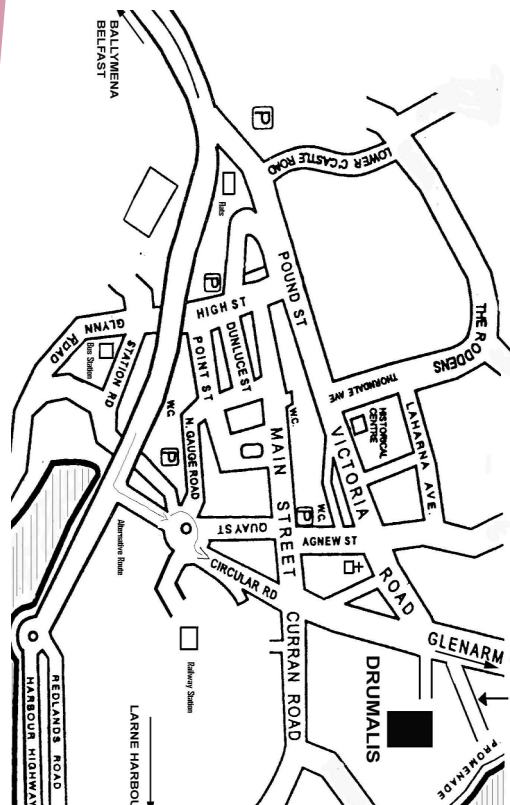 BALLYMENA
BELFAST
P
LOWER C'CASTLE ROAD
Flats
POUND ST
THE RODDENS
P
HIGH ST
GLYNN ROAD
Bus Station
STATION RD
DUNLUCE ST
POINT ST
THORNDALE AVE
HISTORICAL
CENTRE
LAHARNA AVE.
W.C.
W.C.
MAIN STREET
VICTORIA ROAD
P
N. GAUGE ROAD
P
W.C.
QUAY ST
AGNEW ST
Alternative Route
CIRCULAR RD
CURRAN ROAD
GLENARM
DRUMALIS
Railway Station
REDLANDS ROAD
HARBOUR HIGHWAY
LARNE HARBOU
PROMENADE